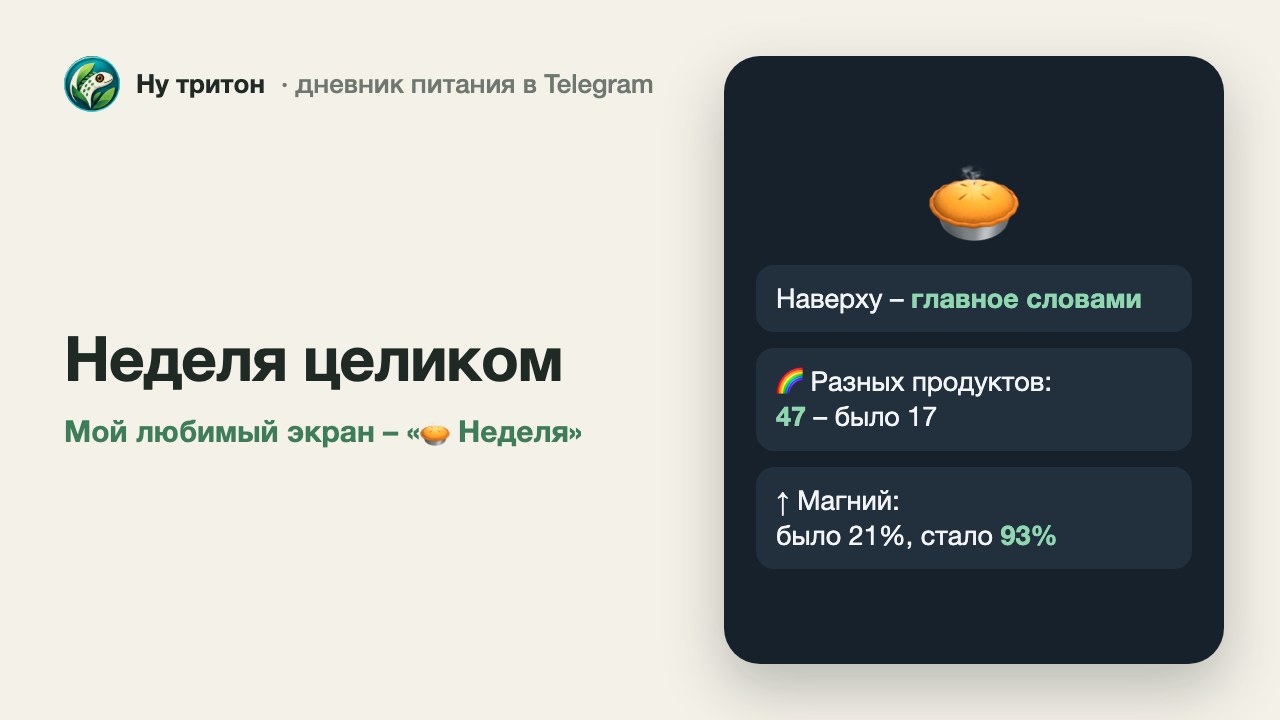 Ну тритон · дневник питания в Telegram
Неделя целиком
Мой любимый экран – «🥧 Неделя»
Наверху – главное словами
🌈 Разных продуктов:
47 – было 17
↑ Магний:
было 21%, стало 93%